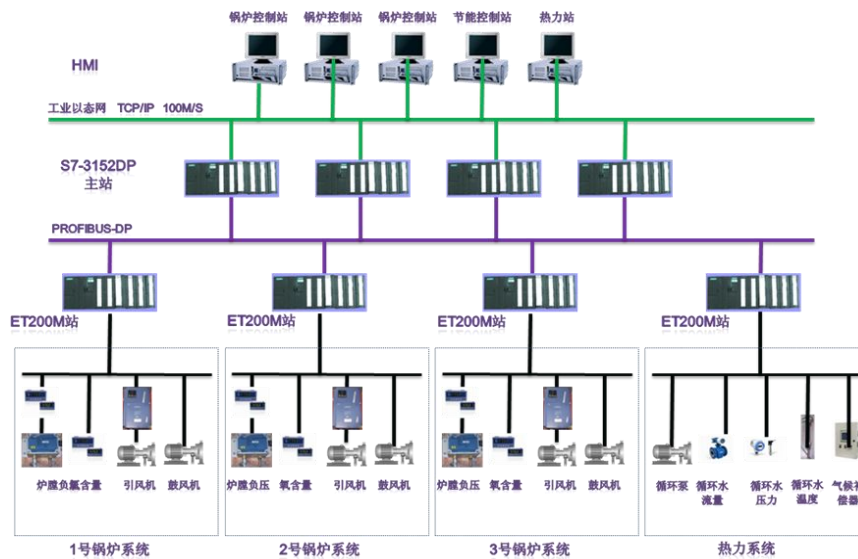 锅炉控制站 锅炉控制站 锅炉控制站 节能控制站 热力站
HMI
工业以态网 TCP/IP 100M/S
S7-3152DP
主站
PROFIBUS-DP
ET200M站 ET200M站 ET200M站 ET200M站
炉膛负氧含量 引风机 鼓风机
炉膛负压 氧含量 引风机 鼓风机
炉膛负压 氧含量 引风机 鼓风机
循环泵 循环水流量 循环水压力 循环水温度 气候补偿器
1号锅炉系统 2号锅炉系统 3号锅炉系统 热力系统